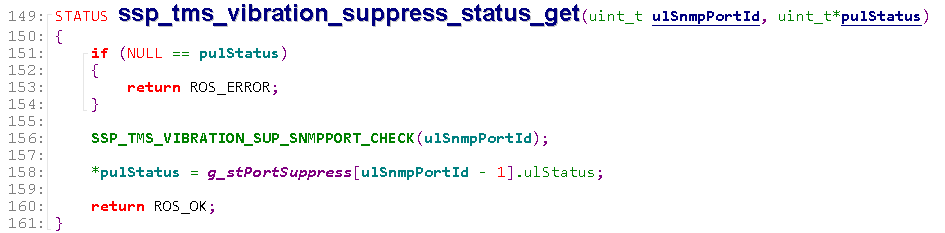 149: STATUS ssp_tms_vibration_suppress_status_get(uint_t ulSnmpPortId, uint_t*pulStatus)
150: {
151:     if (NULL == pulStatus)
152:     {
153:         return ROS_ERROR;
154:     }
155:
156:     SSP_TMS_VIBRATION_SUP_SNMPPORT_CHECK(ulSnmpPortId);
157:
158:     *pulStatus = g_stPortSuppress[ulSnmpPortId - 1].ulStatus;
159:
160:     return ROS_OK;
161: }